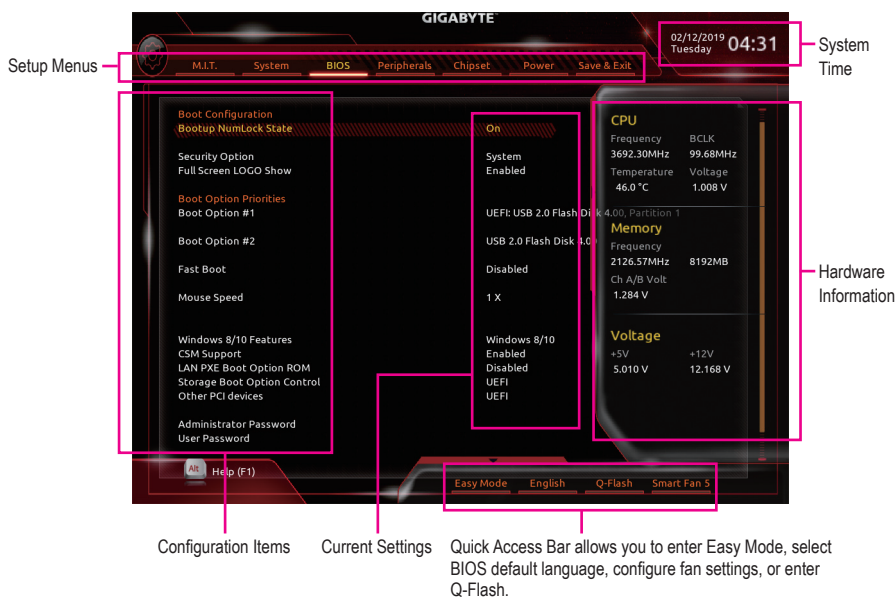 GIGABYTE
02/12/2019 Tuesday 04:31
System Time
Setup Menus
M.I.T. System BIOS Peripherals Chipset Power Save & Exit
Boot Configuration
Bootup NumLock State On
Security Option System
Full Screen LOGO Show Enabled
Boot Option Priorities
Boot Option #1 UEFI: USB 2.0 Flash Disk 4.00, Partition 1
Boot Option #2 USB 2.0 Flash Disk 4.00
Fast Boot Disabled
Mouse Speed 1 X
Windows 8/10 Features Windows 8/10
CSM Support Enabled
LAN PXE Boot Option ROM Disabled
Storage Boot Option Control UEFI
Other PCI devices UEFI
Administrator Password
User Password
CPU
Frequency BCLK
3692.30MHz 99.68MHz
Temperature Voltage
46.0 °C 1.008 V
Memory
Frequency
2126.57MHz 8192MB
Ch A/B Volt
1.284 V
Voltage
+5V +12V
5.010 V 12.168 V
Hardware Information
Alt Help (F1)
Easy Mode English Q-Flash Smart Fan 5
Configuration Items
Current Settings
Quick Access Bar allows you to enter Easy Mode, select
BIOS default language, configure fan settings, or enter
Q-Flash.